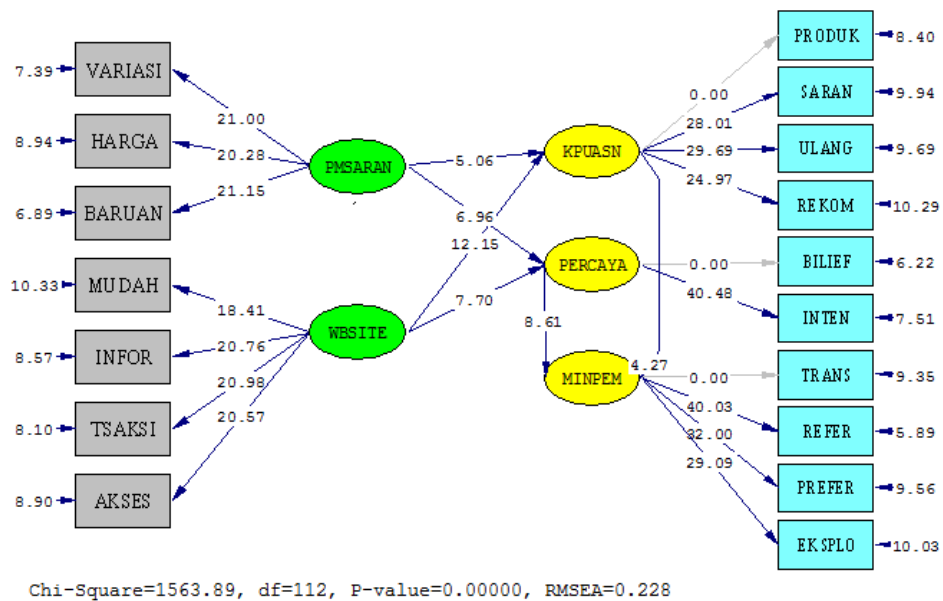 PRODUK
8.40
7.39
VARIASI
0.00
SARAN
9.94
21.00
28.01
8.94
HARGA
20.28
PMSARAN
5.06
KPUASN
29.69
ULANG
9.69
21.15
24.97
6.89
BARUAN
6.96
REKOM
10.29
12.15
10.33
MUDAH
PERCAYA
0.00
BILIEF
6.22
18.41
7.70
40.48
WBSITE
8.61
INTEN
7.51
8.57
INFOR
20.76
4.27
20.98
MINPEM
0.00
TRANS
9.35
20.57
40.03
8.10
TSAKSI
32.00
REFER
5.89
29.09
8.90
AKSES
PREFER
9.56
EKSPLO
10.03
Chi-Square=1563.89, df=112, P-value=0.00000, RMSEA=0.228